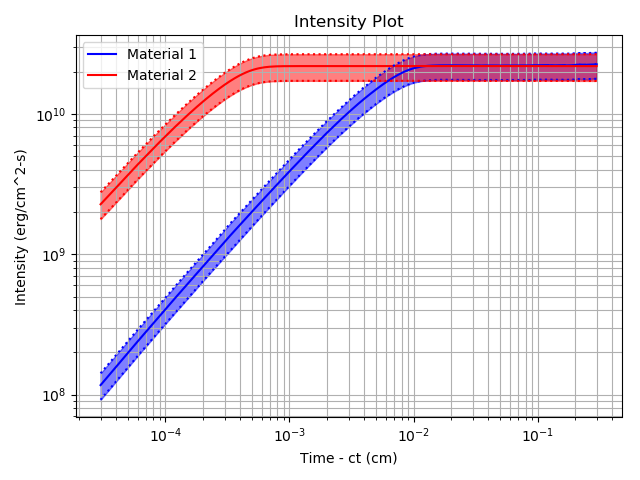 Intensity Plot
Material 1
Material 2
Intensity (erg/cm^2-s)
10^10
10^9
10^8
10^-4
10^-3
10^-2
10^-1
Time - ct (cm)